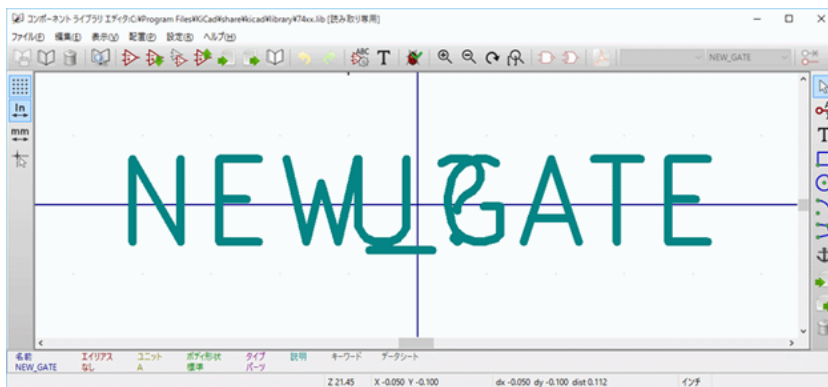 コンポーネント ライブラリ エディタ:C:¥Program Files¥KiCad¥share¥kicad¥library¥74xx.lib [読み取り専用]
ファイル(F) 編集(E) 表示(V) 配置(P) 設定(R) ヘルプ(H)
ABC T NEW_GATE
In
mm
T
NEW_GATE
U?
名前 エイリアス ユニット ボディ形状 タイプ 説明 キーワード データシート
NEW_GATE なし A 標準 パーツ
Z 21.45 X -0.050 Y -0.100 dx -0.050 dy -0.100 dist 0.112 インチ